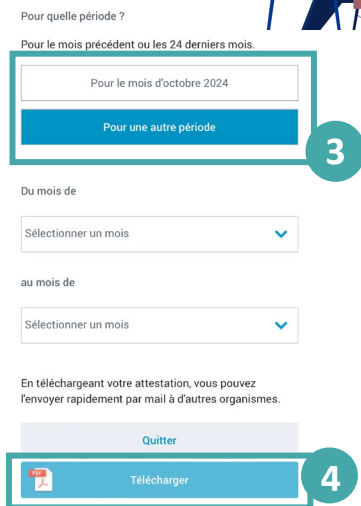 Pour quelle période ?
Pour le mois précédent ou les 24 derniers mois.
Pour le mois d'octobre 2024
Pour une autre période
3
Du mois de
Sélectionner un mois
au mois de
Sélectionner un mois
En téléchargeant votre attestation, vous pouvez
l'envoyer rapidement par mail à d'autres organismes.
Quitter
PDF
Télécharger
4